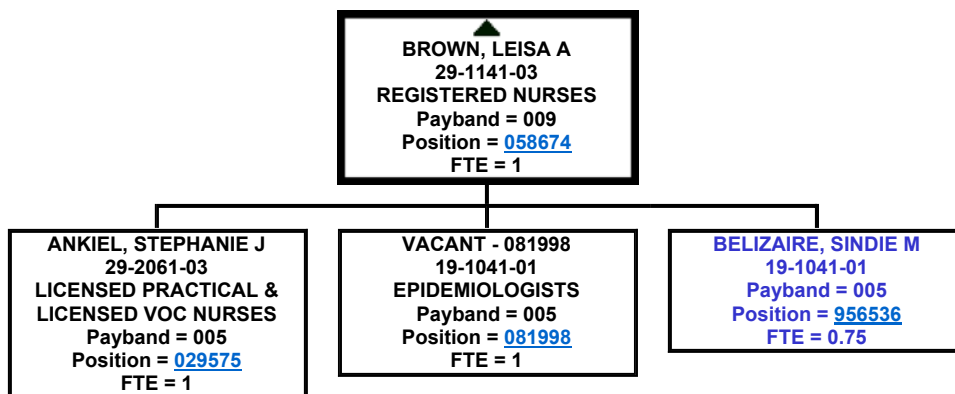 BROWN, LEISA A
29-1141-03
REGISTERED NURSES
Payband = 009
Position = 058674
FTE = 1
ANKIEL, STEPHANIE J
29-2061-03
LICENSED PRACTICAL &
LICENSED VOC NURSES
Payband = 005
Position = 029575
FTE = 1
VACANT - 081998
19-1041-01
EPIDEMIOLOGISTS
Payband = 005
Position = 081998
FTE = 1
BELIZAIRE, SINDIE M
19-1041-01
Payband = 005
Position = 956536
FTE = 0.75